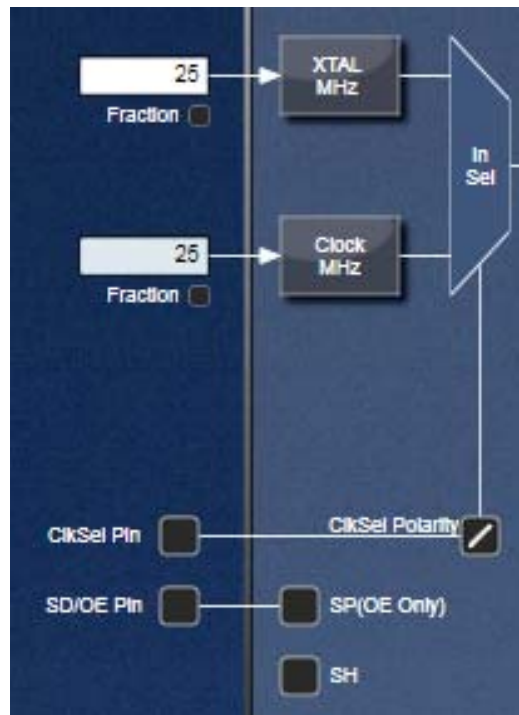 25
XTAL
MHz
Fraction
In
Sel
25
Clock
MHz
Fraction
ClkSel Pin
ClkSel Polarity
SD/OE Pin
SP(OE Only)
SH